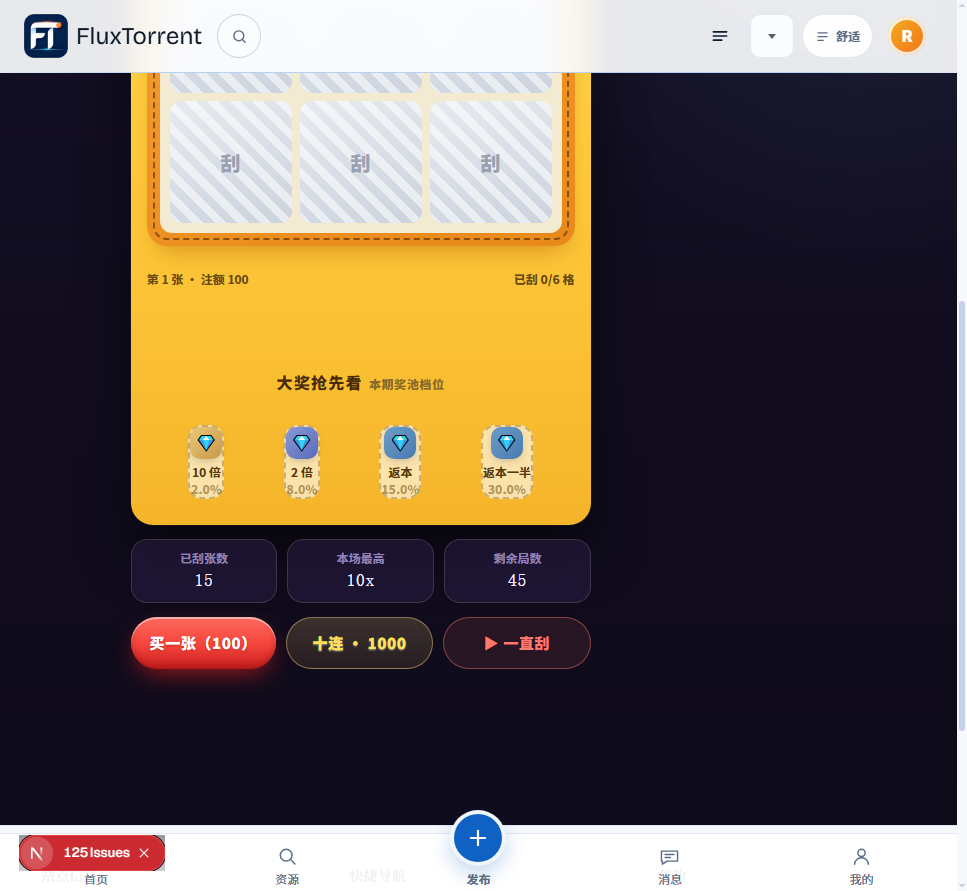 FT FluxTorrent
舒适
R
刮 刮 刮
第 1 张 · 注额 100
已刮 0/6 格
大奖抢先看 本期奖池档位
10 倍 2 倍 返本 返本一半
2.0% 8.0% 15.0% 30.0%
已刮张数 本场最高 剩余局数
15 10x 45
买一张（100） 十连 · 1000 ▶ 一直刮
N 125 Issues ×
快捷导航
首页 资源 发布 消息 我的